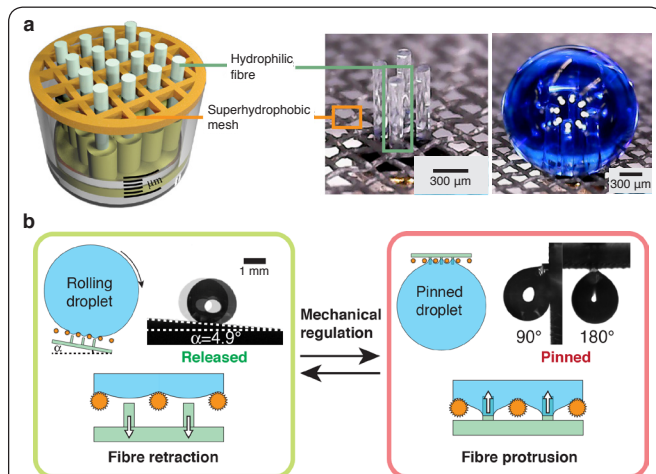 a
Hydrophilic
fibre
Superhydrophobic
mesh
μm
300 μm
300 μm
b
Rolling
droplet
α
1 mm
α=4.9°
Released
Fibre retraction
Mechanical
regulation
Pinned
droplet
90°
180°
Pinned
Fibre protrusion